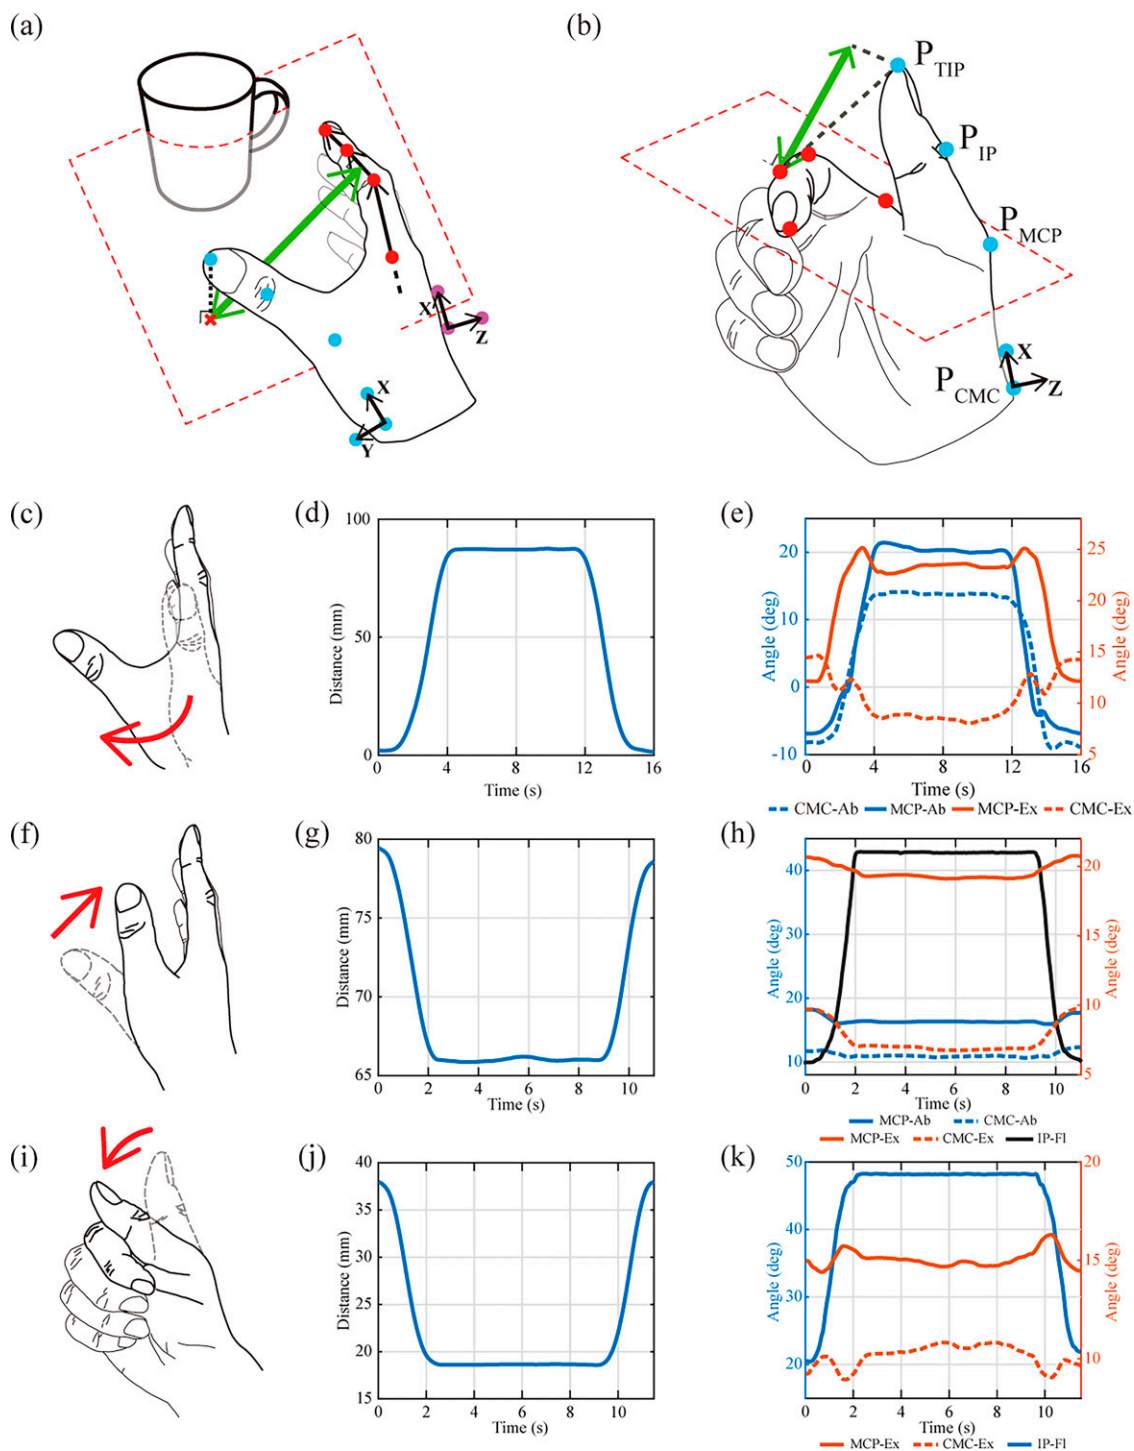 (a)
X
Z
X
Y
(b)
P TIP
P IP
P MCP
P CMC
X
Z
(c)
(d)
100
50
0
Distance (mm)
0 4 8 12 16
Time (s)
(e)
20
10
0
-10
Angle (deg)
25
20
15
10
5
Angle (deg)
0 4 8 12 16
Time (s)
CMC-Ab MCP-Ab MCP-Ex CMC-Ex
(f)
(g)
80
75
70
65
Distance (mm)
0 2 4 6 8 10
Time (s)
(h)
40
30
20
10
Angle (deg)
20
15
10
5
Angle (deg)
0 2 4 6 8 10
Time (s)
MCP-Ab CMC-Ab
MCP-Ex CMC-Ex IP-Fl
(i)
(j)
40
35
30
25
20
15
Distance (mm)
0 2 4 6 8 10
Time (s)
(k)
50
40
30
20
Angle (deg)
20
15
10
Angle (deg)
0 2 4 6 8 10
Time (s)
MCP-Ex CMC-Ex IP-Fl